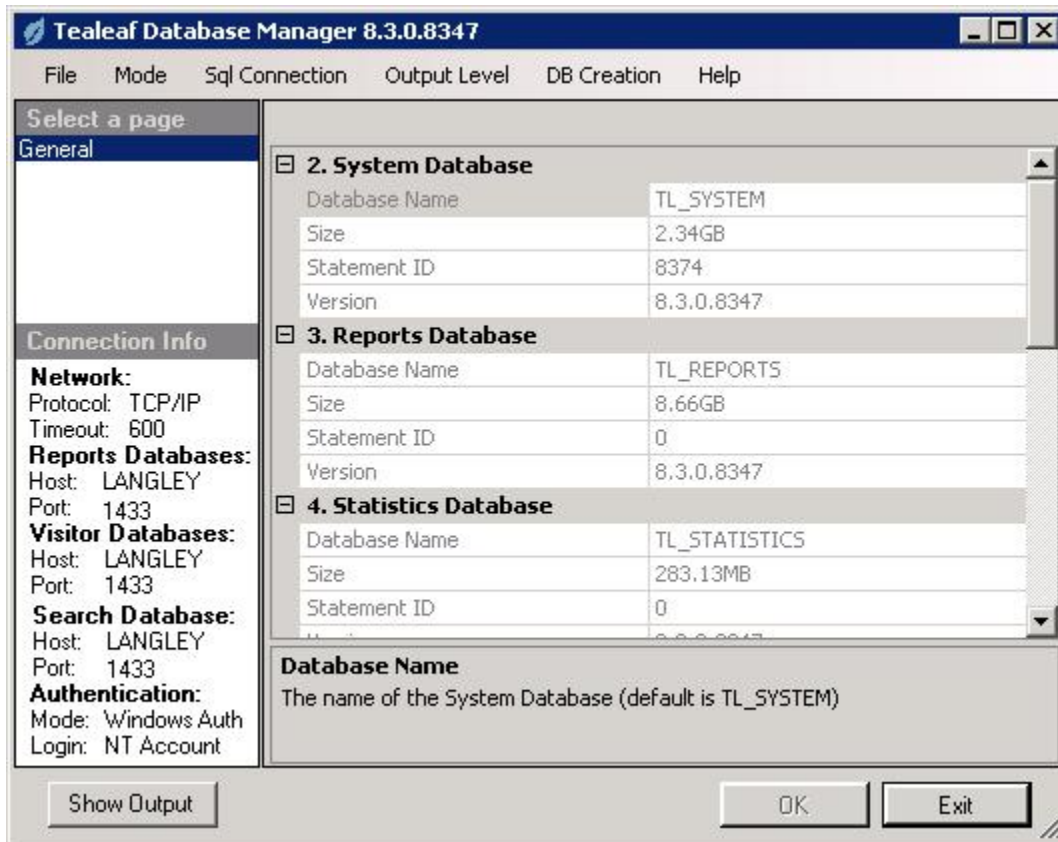 Tealeaf Database Manager 8.3.0.8347
File Mode Sql Connection Output Level DB Creation Help
Select a page
General
Connection Info
Network:
Protocol: TCP/IP
Timeout: 600
Reports Databases:
Host: LANGLEY
Port: 1433
Visitor Databases:
Host: LANGLEY
Port: 1433
Search Database:
Host: LANGLEY
Port: 1433
Authentication:
Mode: Windows Auth
Login: NT Account
2. System Database
Database Name TL_SYSTEM
Size 2.34GB
Statement ID 8374
Version 8.3.0.8347
3. Reports Database
Database Name TL_REPORTS
Size 8.66GB
Statement ID 0
Version 8.3.0.8347
4. Statistics Database
Database Name TL_STATISTICS
Size 283.13MB
Statement ID 0
Database Name
The name of the System Database (default is TL_SYSTEM)
Show Output
OK
Exit